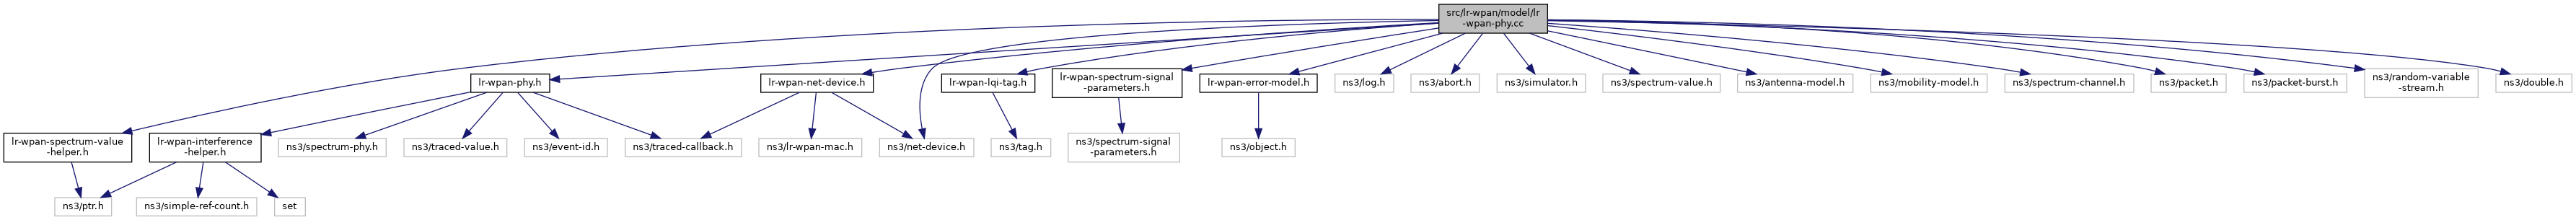 src/lr-wpan/model/lr
-wpan-phy.cc
lr-wpan-phy.h
lr-wpan-net-device.h
lr-wpan-lqi-tag.h
lr-wpan-spectrum-signal
-parameters.h
lr-wpan-error-model.h
ns3/log.h
ns3/abort.h
ns3/simulator.h
ns3/spectrum-value.h
ns3/antenna-model.h
ns3/mobility-model.h
ns3/spectrum-channel.h
ns3/packet.h
ns3/packet-burst.h
ns3/random-variable
-stream.h
ns3/double.h
lr-wpan-spectrum-value
-helper.h
lr-wpan-interference
-helper.h
ns3/spectrum-phy.h
ns3/traced-value.h
ns3/event-id.h
ns3/traced-callback.h
ns3/lr-wpan-mac.h
ns3/net-device.h
ns3/tag.h
ns3/spectrum-signal
-parameters.h
ns3/object.h
ns3/ptr.h
ns3/simple-ref-count.h
set